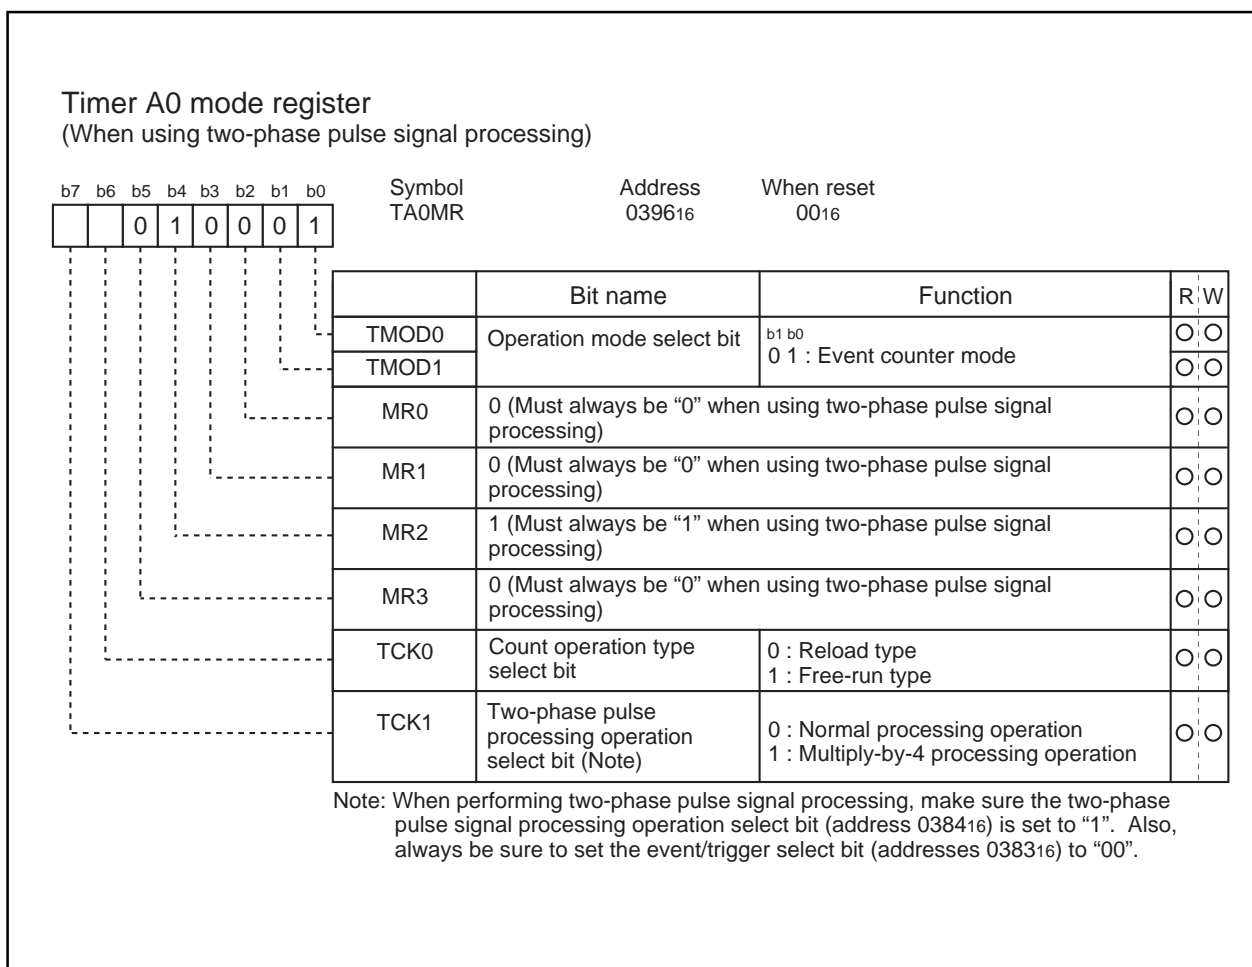 Timer A0 mode register
(When using two-phase pulse signal processing)
b7 b6 b5 b4 b3 b2 b1 b0
0 1 0 0 0 1
Symbol Address When reset
TA0MR 039616 0016
Bit name Function R W
TMOD0 Operation mode select bit b1 b0
0 1 : Event counter mode
TMOD1
MR0 0 (Must always be “0” when using two-phase pulse signal
processing)
MR1 0 (Must always be “0” when using two-phase pulse signal
processing)
MR2 1 (Must always be “1” when using two-phase pulse signal
processing)
MR3 0 (Must always be “0” when using two-phase pulse signal
processing)
TCK0 Count operation type 0 : Reload type
select bit 1 : Free-run type
TCK1 Two-phase pulse
processing operation 0 : Normal processing operation
select bit (Note) 1 : Multiply-by-4 processing operation
Note: When performing two-phase pulse signal processing, make sure the two-phase
pulse signal processing operation select bit (address 038416) is set to “1”. Also,
always be sure to set the event/trigger select bit (addresses 038316) to “00”.